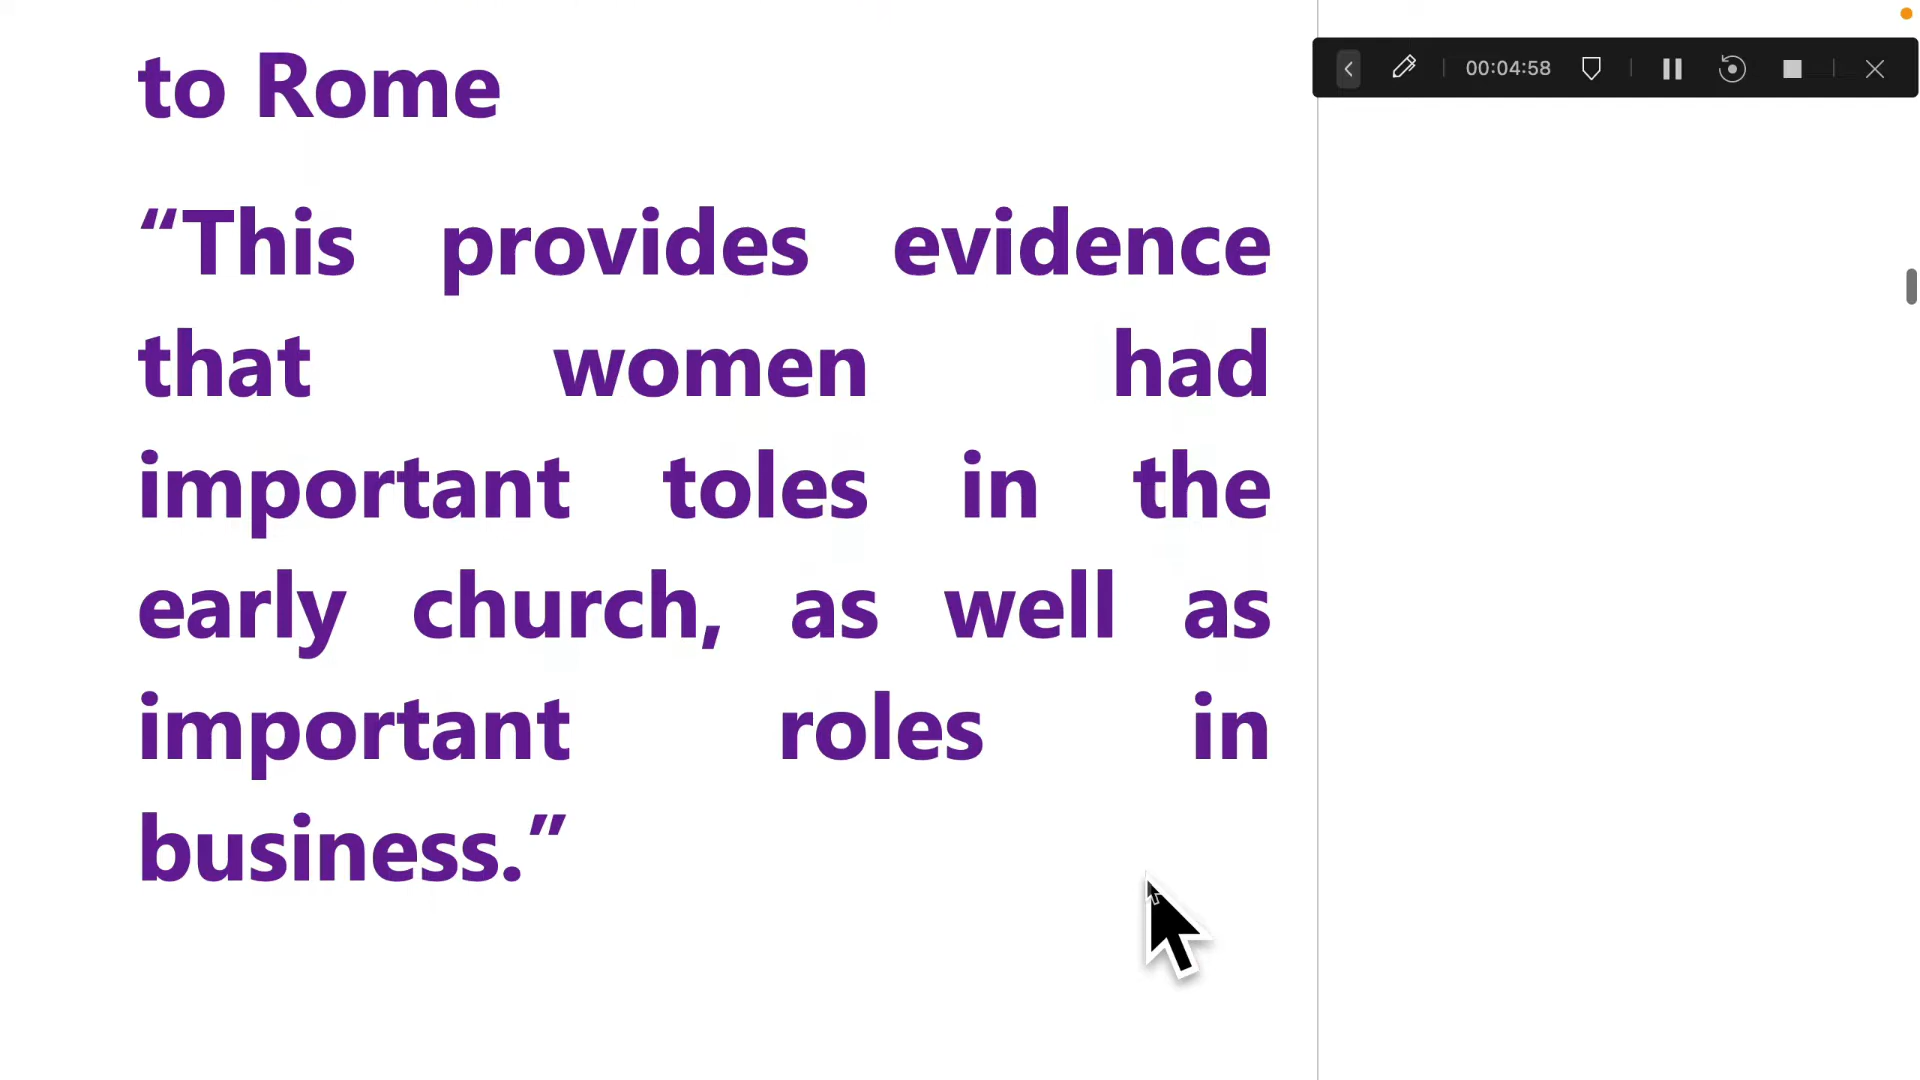 to Rome
00:04:58
“This provides evidence
that women had
important toles in the
early church, as well as
important roles in
business.”